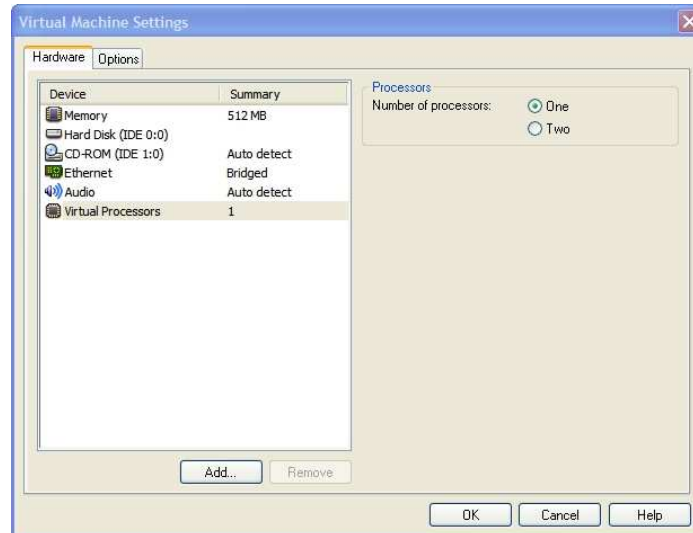 Virtual Machine Settings
Hardware Options
Device Summary
Memory 512 MB
Hard Disk (IDE 0:0)
CD-ROM (IDE 1:0) Auto detect
Ethernet Bridged
Audio Auto detect
Virtual Processors 1
Processors
Number of processors: One
Two
Add... Remove
OK Cancel Help